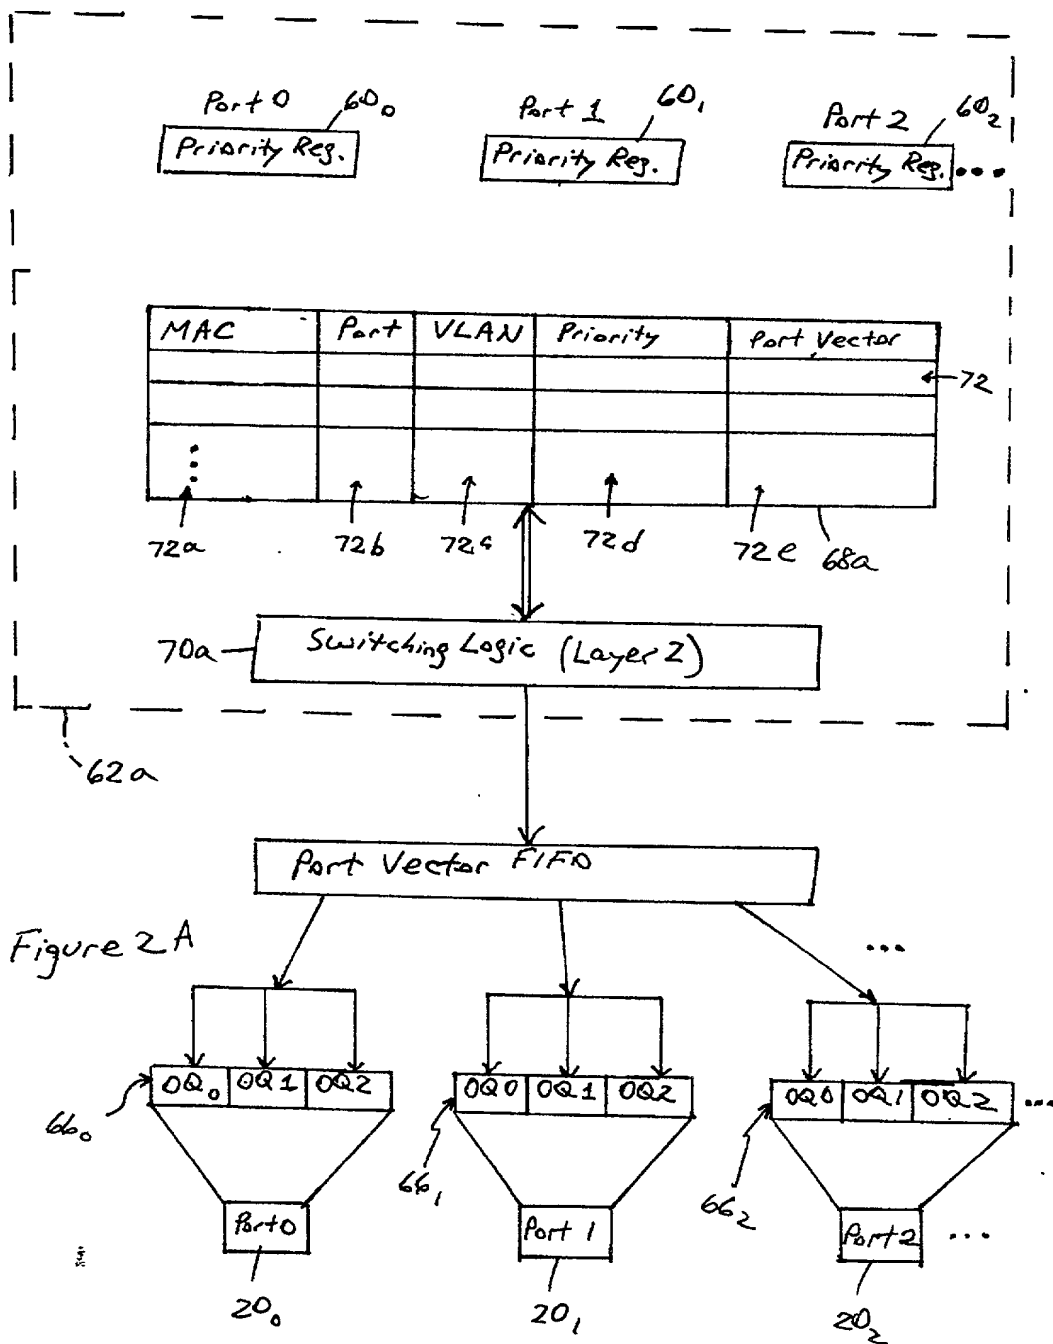 Port 0 60₀ Port 1 60₁ Port 2 60₂
Priority Reg. Priority Reg. Priority Reg. ...
MAC Port VLAN Priority Port Vector
72
72a 72b 72c 72d 72e 68a
70a Switching Logic (Layer 2)
62a
Port Vector FIFO
Figure 2A ...
OQ₀ OQ1 OQ2 OQ0 OQ1 OQ2 OQ0 OQ1 OQ2 ...
66₀ 66₁ 66₂
Port 0 Port 1 Port 2 ...
20₀ 20₁ 20₂